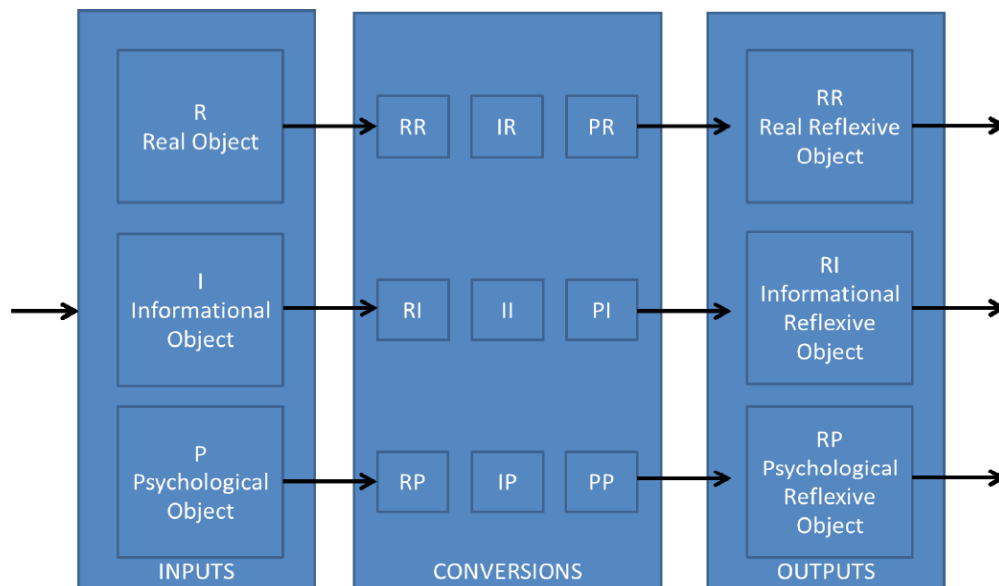 R
Real Object
I
Informational
Object
P
Psychological
Object
INPUTS
RR IR PR
RI II PI
RP IP PP
CONVERSIONS
RR
Real Reflexive
Object
RI
Informational
Reflexive
Object
RP
Psychological
Reflexive
Object
OUTPUTS